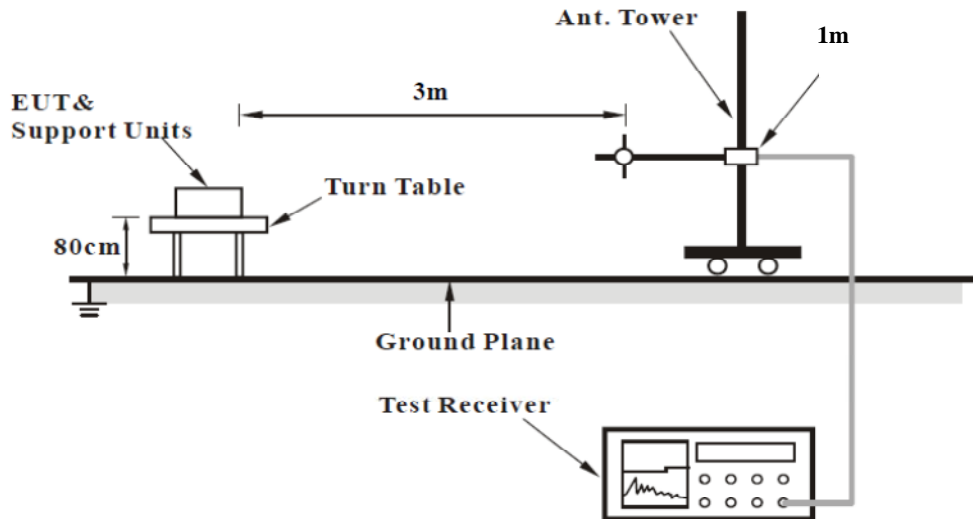 Ant. Tower
1m
3m
EUT&
Support Units
Turn Table
80cm
Ground Plane
Test Receiver